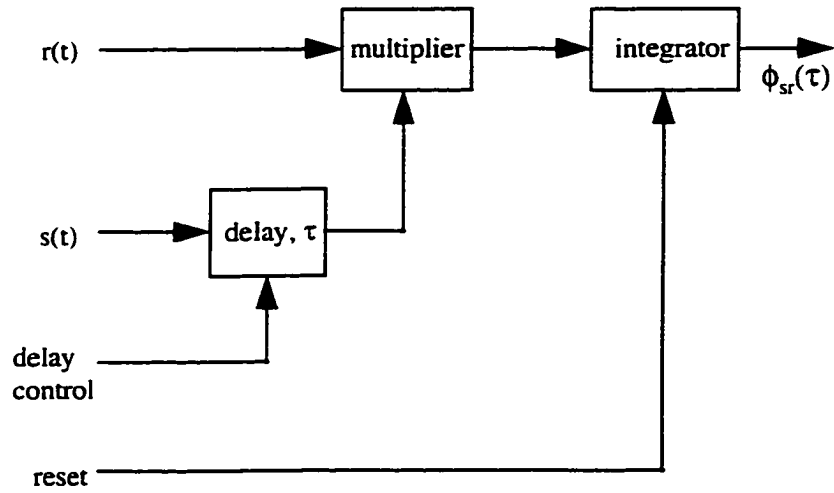 r(t)
multiplier
integrator
ϕsr(τ)
s(t)
delay, τ
delay
control
reset